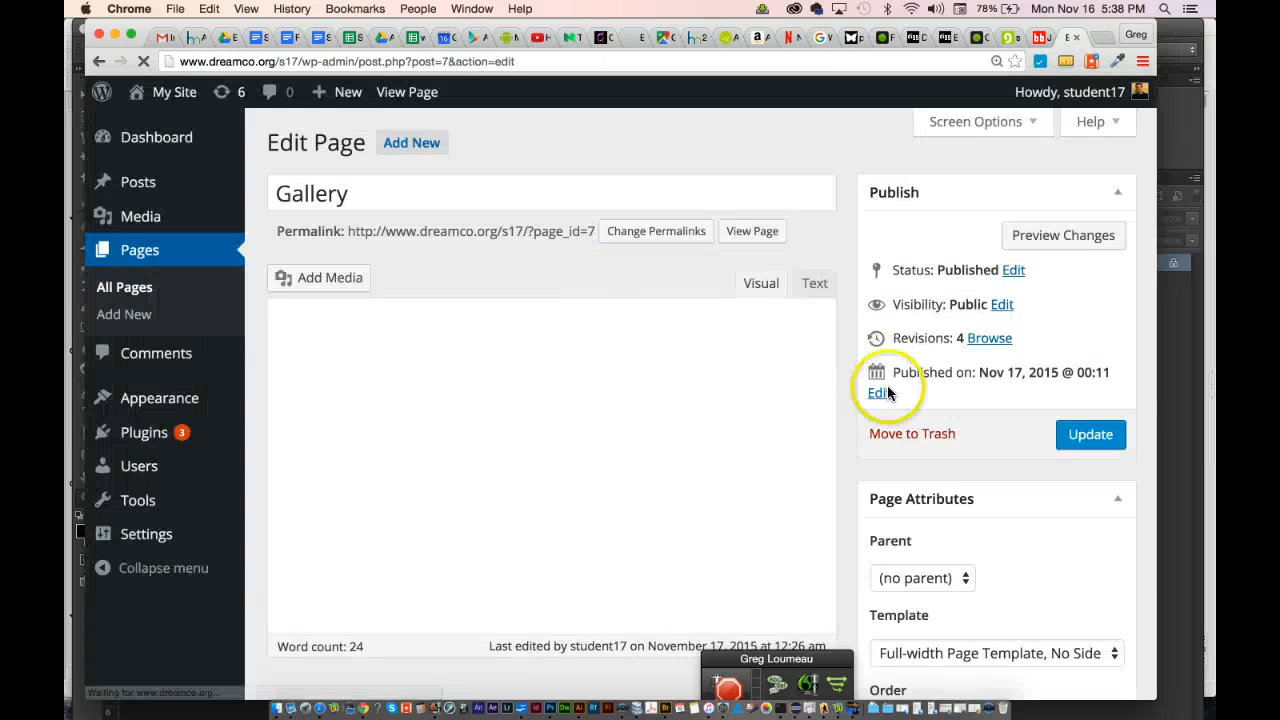 Chrome File Edit View History Bookmarks People Window Help 78% Mon Nov 16 5:38 PM
Greg
www.dreamco.org/s17/wp-admin/post.php?post=7&action=edit
My Site 6 0 New View Page Howdy, student17
Screen Options Help
Edit Page Add New
Dashboard
Posts
Media
Pages
All Pages
Add New
Comments
Appearance
Plugins 3
Users
Tools
Settings
Collapse menu
Gallery
Permalink: http://www.dreamco.org/s17/?page_id=7 Change Permalinks View Page
Add Media
Visual Text
Word count: 24 Last edited by student17 on November 17, 2015 at 12:26 am
Publish
Preview Changes
Status: Published Edit
Visibility: Public Edit
Revisions: 4 Browse
Published on: Nov 17, 2015 @ 00:11
Edit
Move to Trash Update
Page Attributes
Parent
(no parent)
Template
Full-width Page Template, No Side
Order
Greg Loumeau
Waiting for www.dreamco.org...